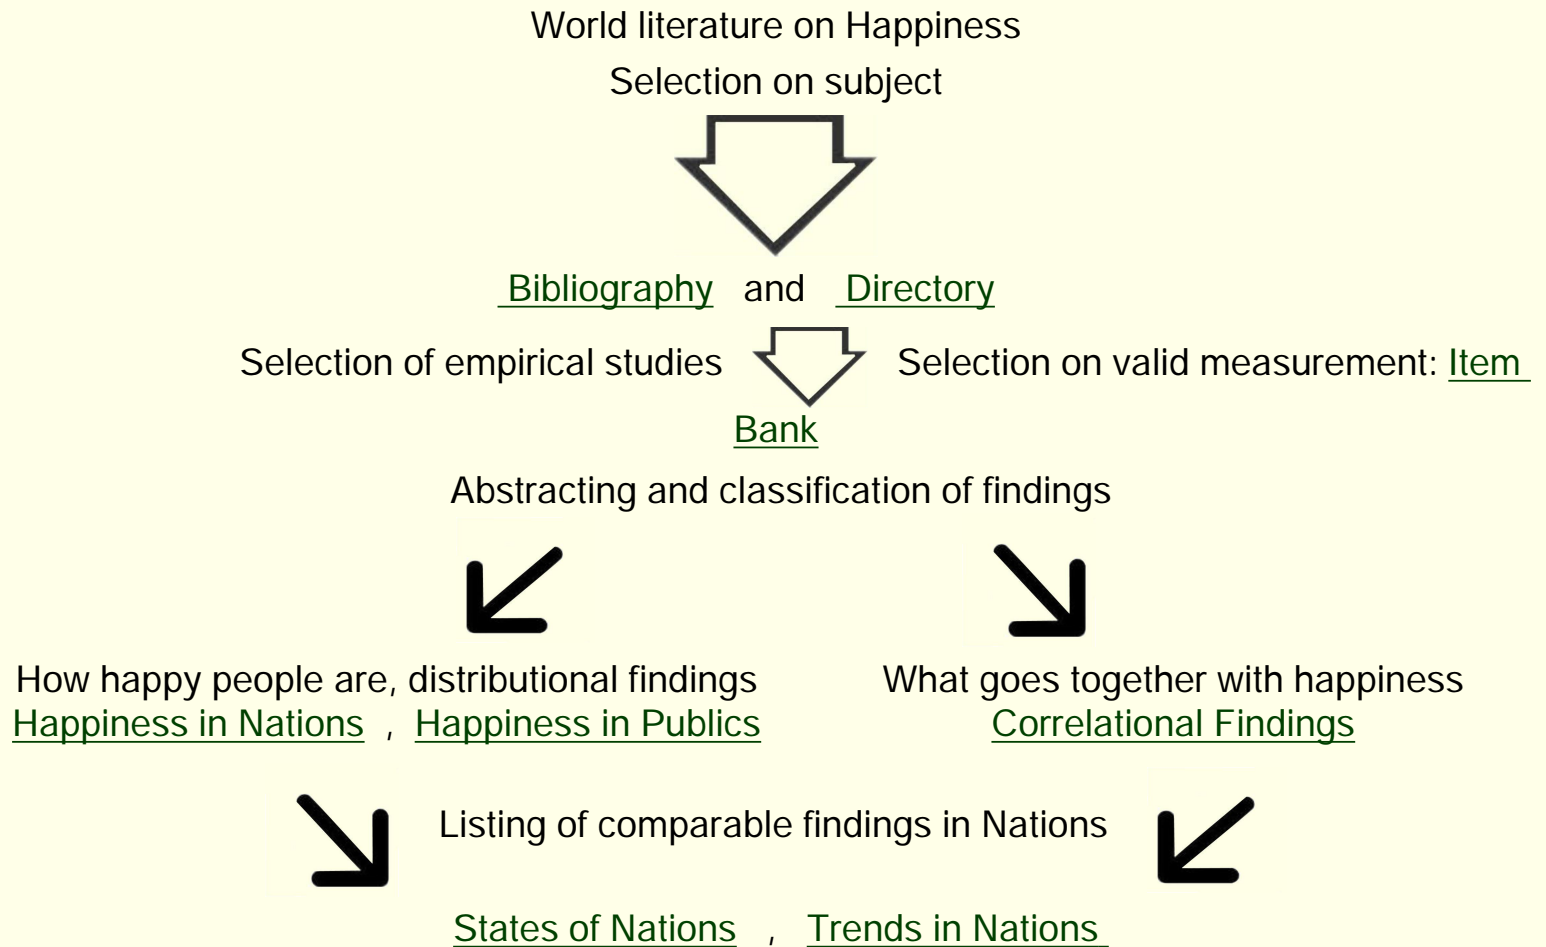 World literature on Happiness
Selection on subject
Bibliography and Directory
Selection of empirical studies Selection on valid measurement: Item
Bank
Abstracting and classification of findings
How happy people are, distributional findings What goes together with happiness
Happiness in Nations , Happiness in Publics Correlational Findings
Listing of comparable findings in Nations
States of Nations , Trends in Nations